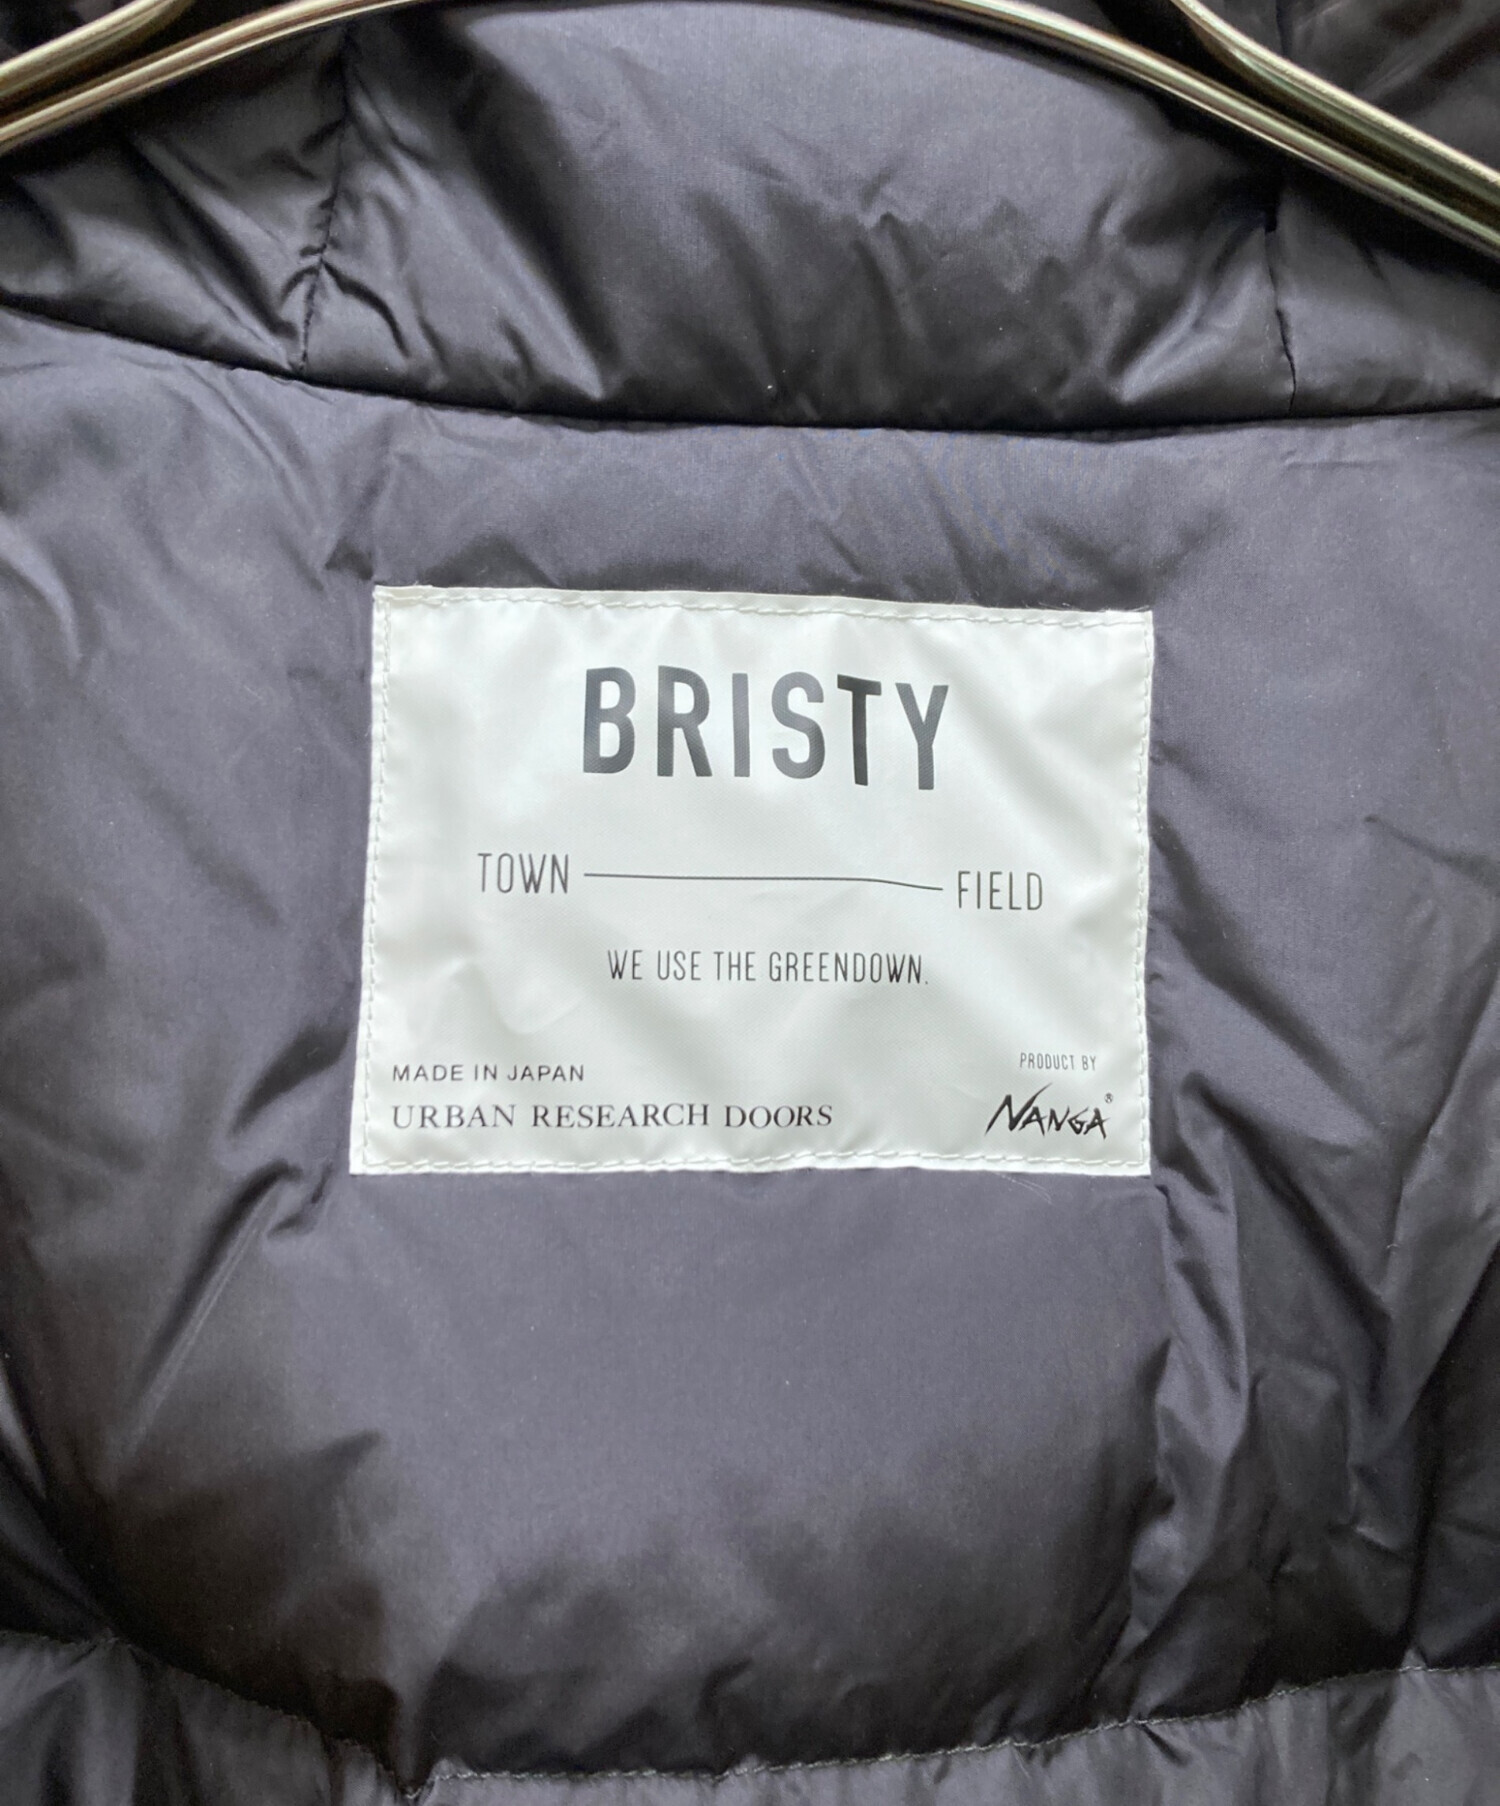 BRISTY
TOWN FIELD
WE USE THE GREENDOWN.
MADE IN JAPAN
URBAN RESEARCH DOORS
PRODUCT BY
NANGA®